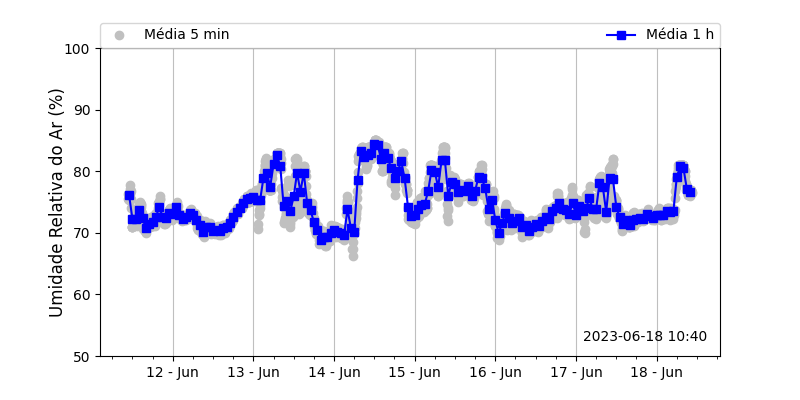 Média 5 min
Média 1 h
Umidade Relativa do Ar (%)
100
90
80
70
60
50
2023-06-18 10:40
12 - Jun
13 - Jun
14 - Jun
15 - Jun
16 - Jun
17 - Jun
18 - Jun